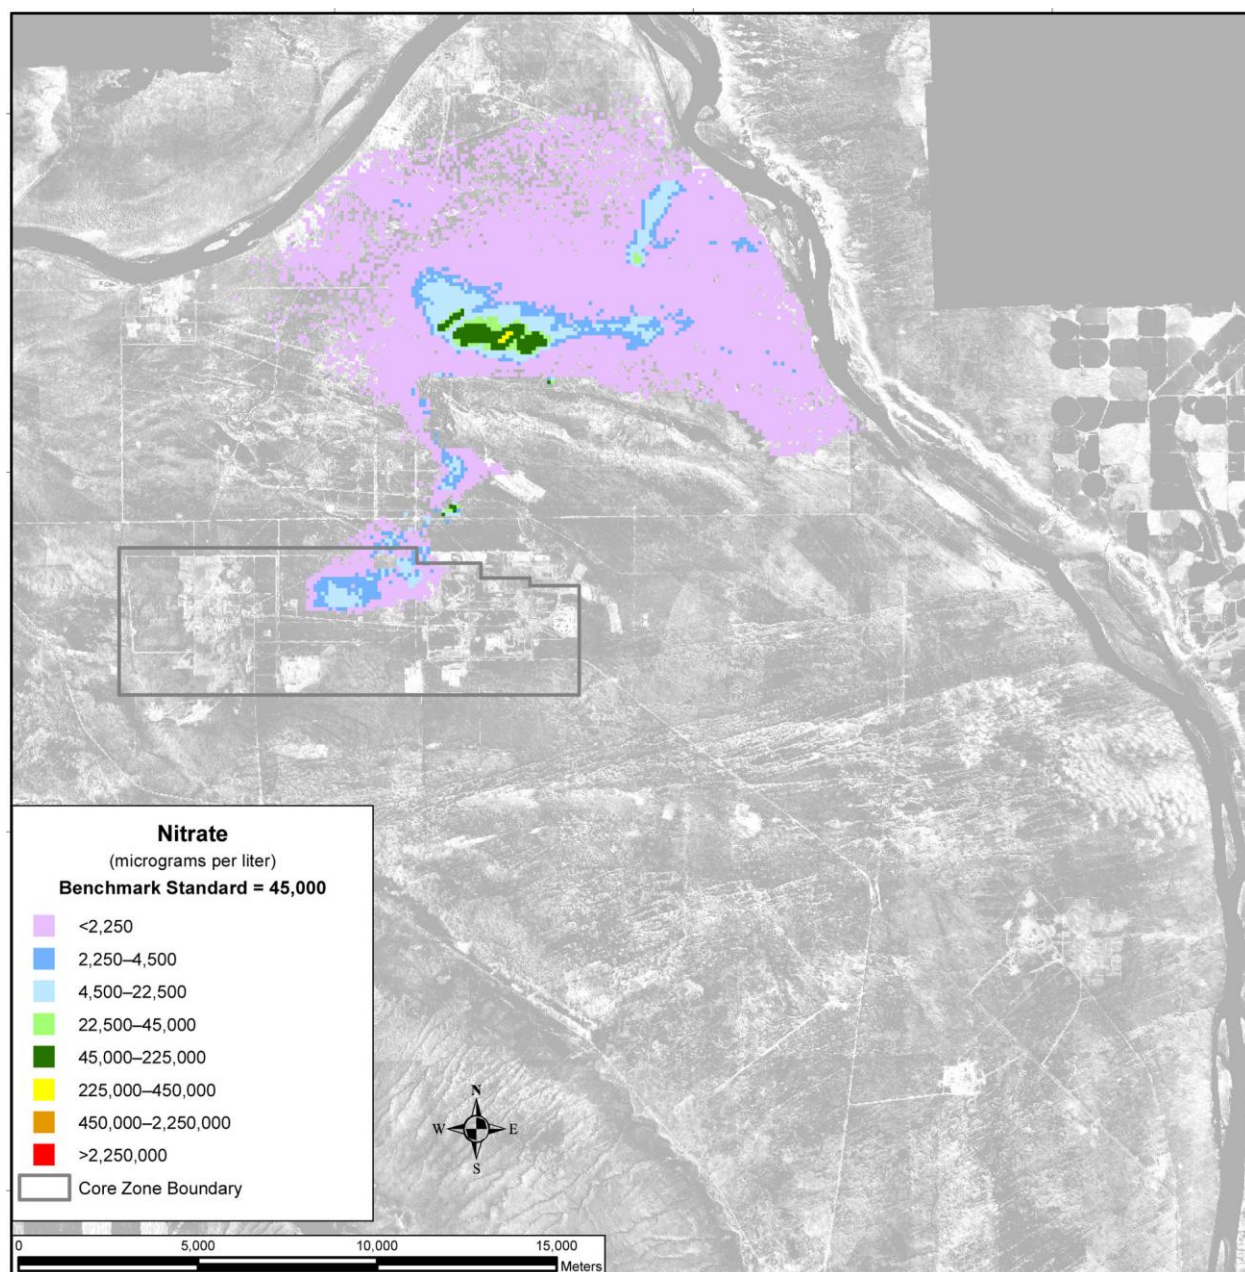 Nitrate
(micrograms per liter)
Benchmark Standard = 45,000
<2,250
2,250–4,500
4,500–22,500
22,500–45,000
45,000–225,000
225,000–450,000
450,000–2,250,000
>2,250,000
Core Zone Boundary
N
W E
S
0 5,000 10,000 15,000
Meters